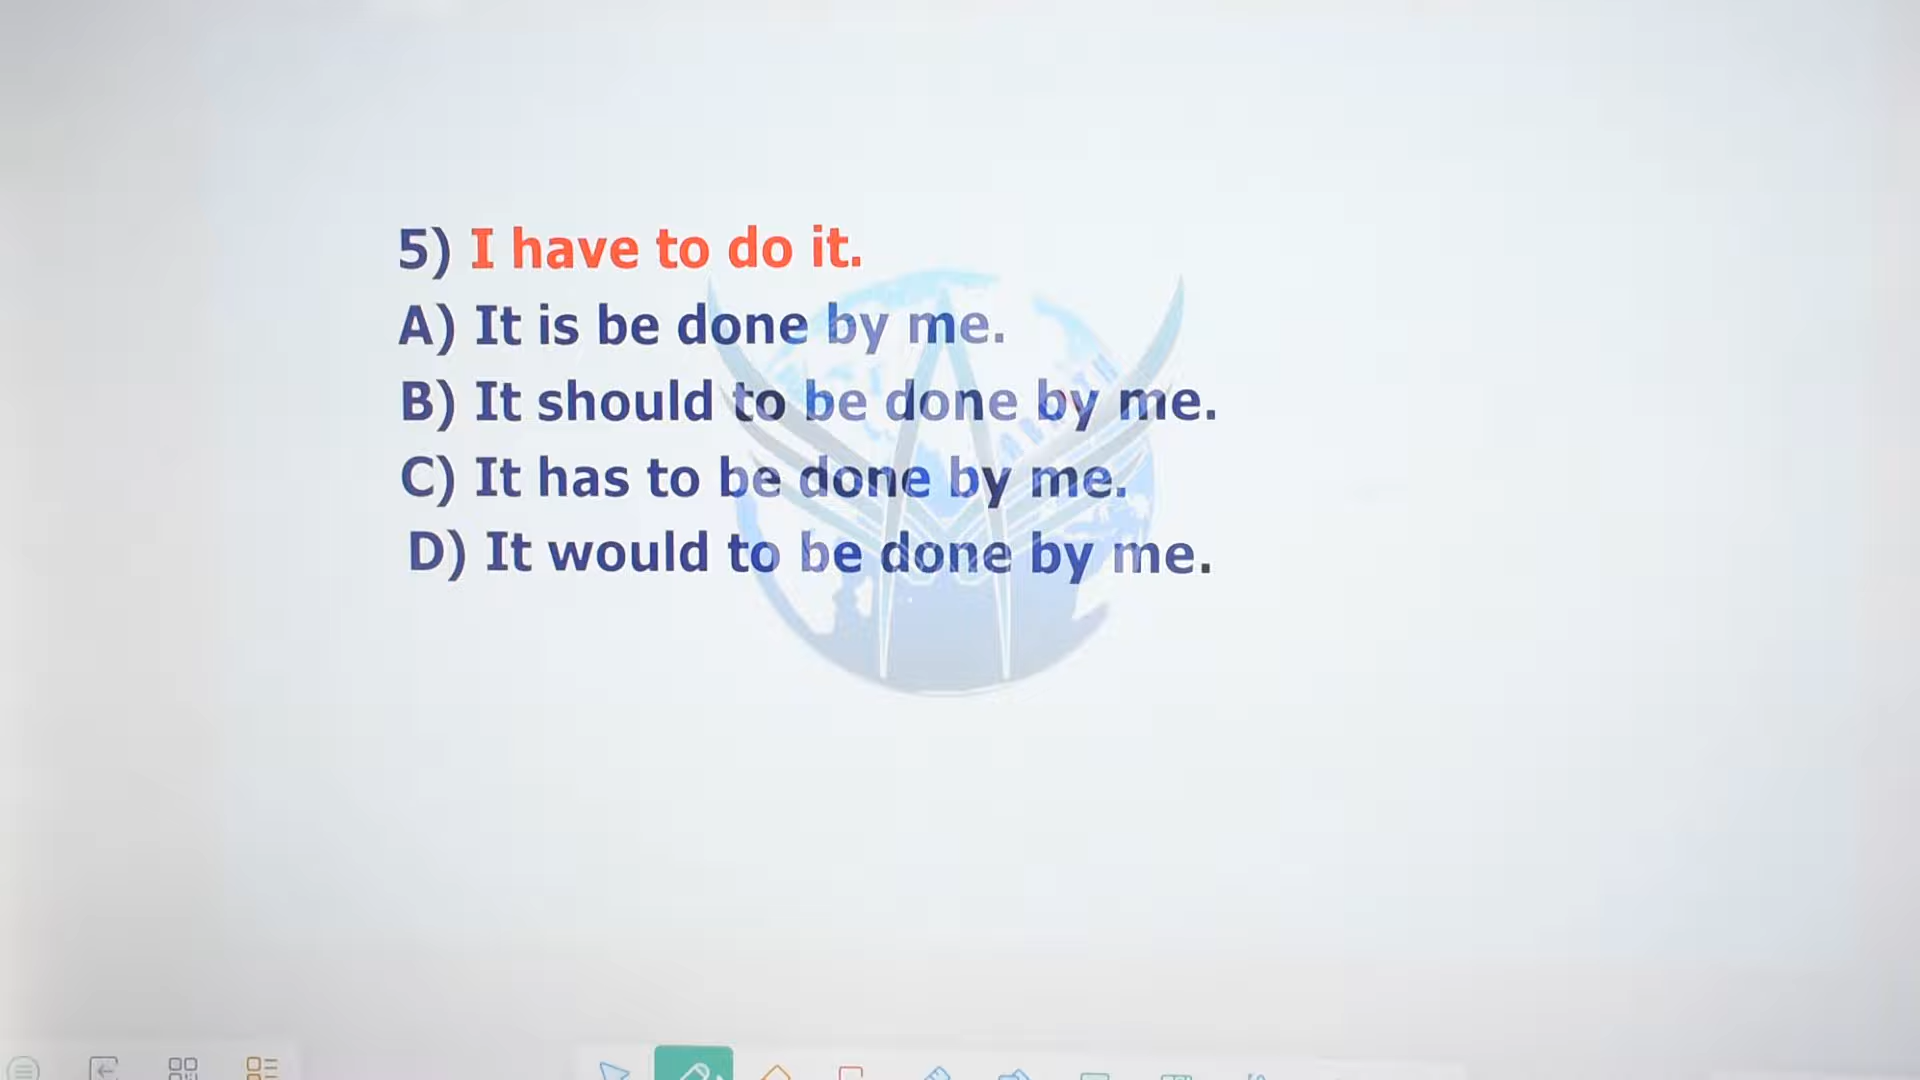 5) I have to do it.
A) It is be done by me.
B) It should to be done by me.
C) It has to be done by me.
D) It would to be done by me.